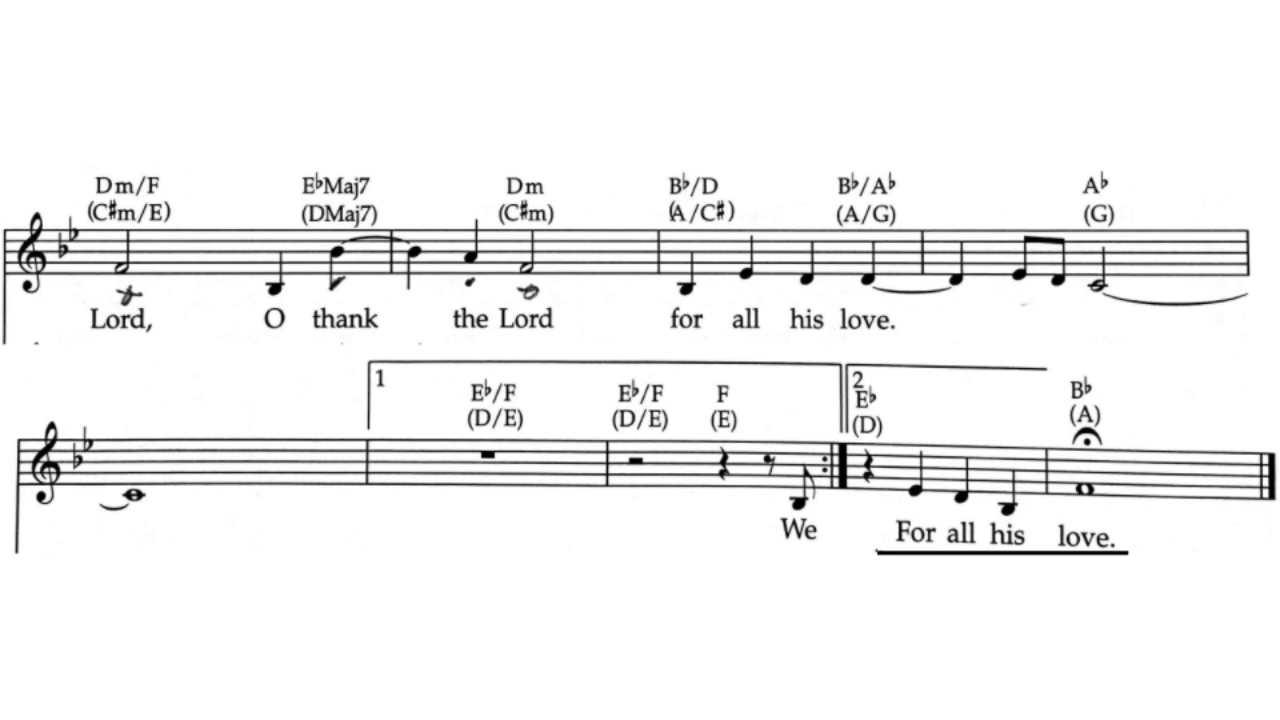 Dm/F E♭Maj7 Dm B♭/D B♭/A♭ A♭
(C#m/E) (DMaj7) (C#m) (A/C#) (A/G) (G)
Lord, O thank the Lord for all his love.
1 E♭/F E♭/F F 2 E♭ B♭
(D/E) (D/E) (E) (D) (A)
We For all his love.